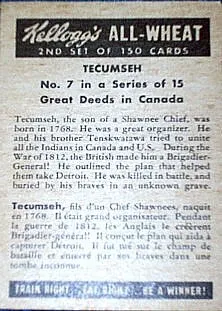 Kellogg's ALL-WHEAT
2ND SET OF 150 CARDS
TECUMSEH
No. 7 in a Series of 15
Great Deeds in Canada
Tecumseh, the son of a Shawnee Chief, was
born in 1768. He was a great organizer. He
and his brother Tenskwatawa tried to unite
all the Indians in Canada and U.S. During the
War of 1812, the British made him a Brigadier-
General! He outlined the plan that helped
them take Detroit. He was killed in battle, and
buried by his braves in an unknown grave.
Tecumseh, fils d'un Chef Shawnees, naquit
en 1768. Il était grand organisateur. Pendant
la guerre de 1812, les Anglais le créèrent
Brigadier-général! Il conçut le plan qui aida à
capturer Détroit. Il fut tué sur le champ de
bataille et enterré par ses braves dans une
tombe inconnue.
TRAIN RIGHT EAT RIGHT BE A WINNER!